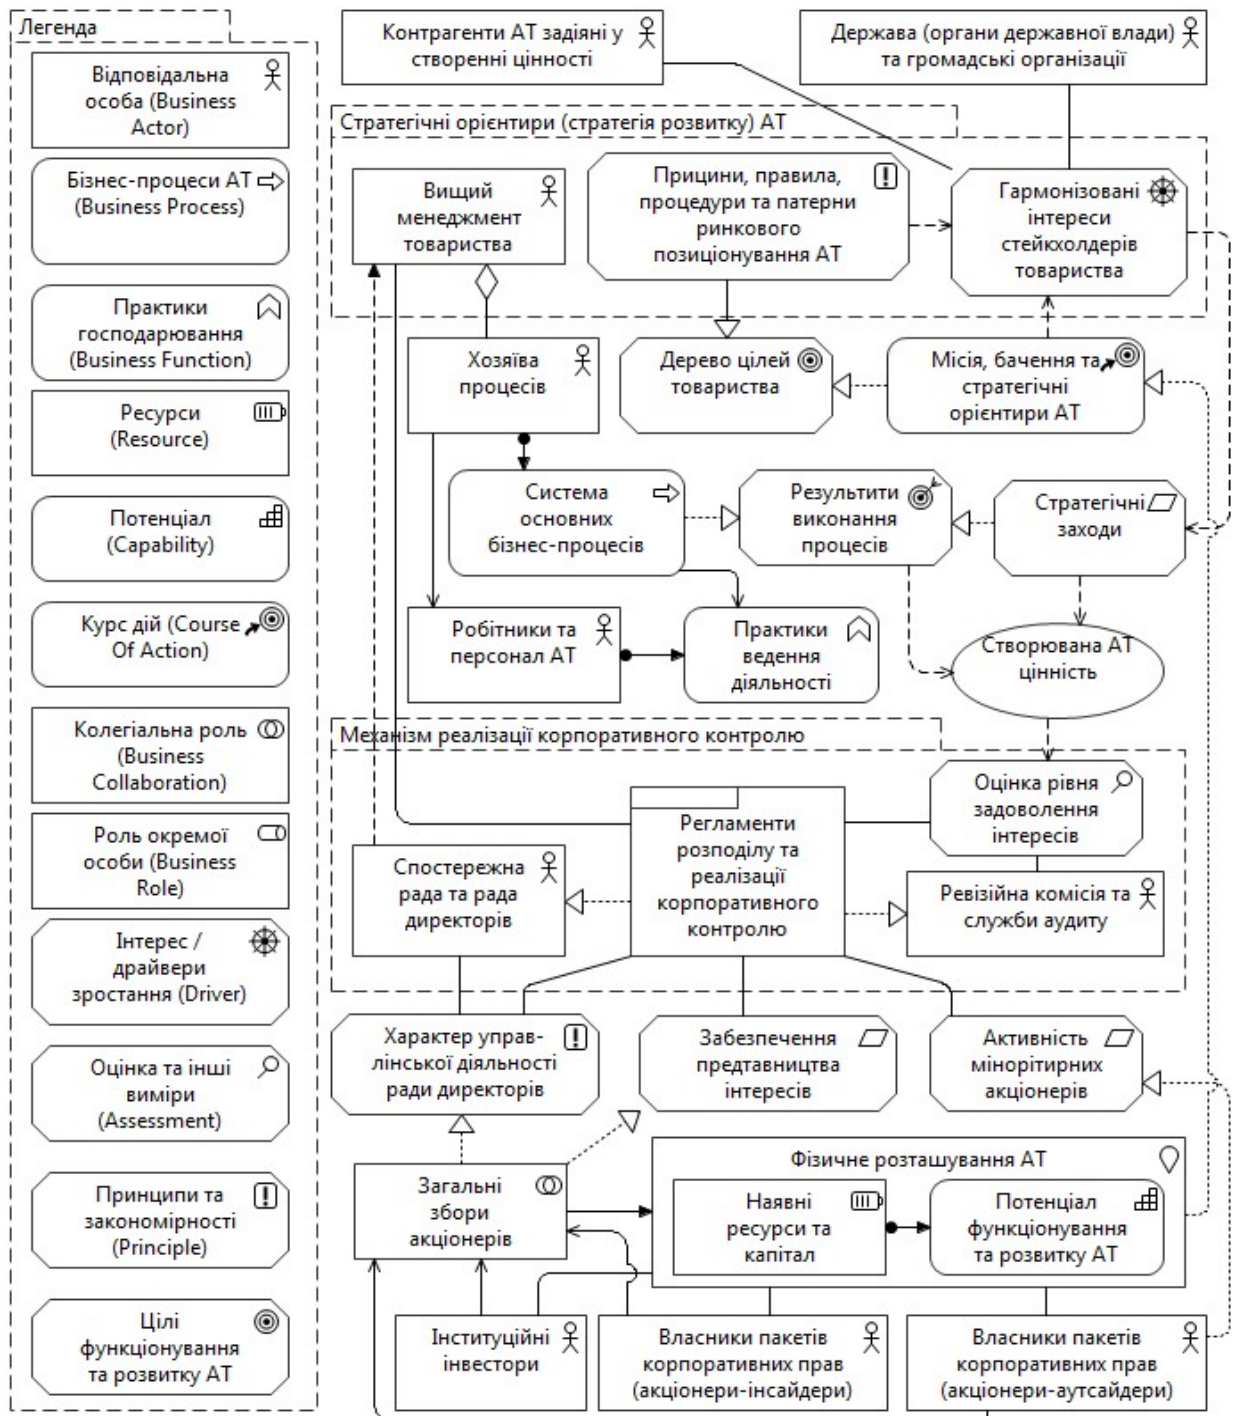 Легенда
Відповідальна
особа (Business
Actor)
Бізнес-процеси АТ
(Business Process)
Практики
господарювання
(Business Function)
Ресурси
(Resource)
Потенціал
(Capability)
Курс дій (Course
Of Action)
Колегіальна роль
(Business
Collaboration)
Роль окремої
особи (Business
Role)
Інтерес /
драйвери
зростання (Driver)
Оцінка та інші
виміри
(Assessment)
Принципи та
закономірності
(Principle)
Цілі
функціонування
та розвитку АТ
Контрагенти АТ задіяні у
створенні цінності
Держава (органи державної влади)
та громадські організації
Стратегічні орієнтири (стратегія розвитку) АТ
Вищий
менеджмент
товариства
Прицини, правила,
процедури та патерни
ринкового
позиціонування АТ
Гармонізовані
інтереси
стейкхолдерів
товариства
Хозяїва
процесів
Дерево цілей
товариства
Місія, бачення та
стратегічні
орієнтири АТ
Система
основних
бізнес-процесів
Результити
виконання
процесів
Стратегічні
заходи
Робітники та
персонал АТ
Практики
ведення
діяльності
Створювана АТ
цінність
Механізм реалізації корпоративного контролю
Оцінка рівня
задоволення
інтересів
Регламенти
розподілу та
реалізації
корпоративного
контролю
Спостережна
рада та рада
директорів
Ревізійна комісія та
служби аудиту
Характер управ-
лінської діяльності
ради директорів
Забезпечення
предтавництва
інтересів
Активність
мінорітирних
акціонерів
Загальні
збори
акціонерів
Фізичне розташування АТ
Наявні
ресурси та
капітал
Потенціал
функціонування
та розвитку АТ
Інституційні
інвестори
Власники пакетів
корпоративних прав
(акціонери-інсайдери)
Власники пакетів
корпоративних прав
(акціонери-аутсайдери)